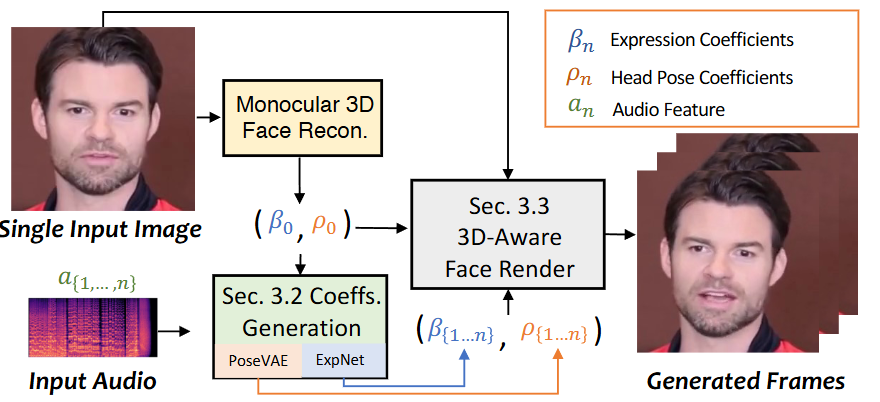 βn Expression Coefficients
ρn Head Pose Coefficients
an Audio Feature
Monocular 3D
Face Recon.
Single Input Image
(β0, ρ0)
Sec. 3.3
3D-Aware
Face Render
a{1,...,n}
Sec. 3.2 Coeffs.
Generation
PoseVAE ExpNet
(β{1...n}, ρ{1...n})
Input Audio
Generated Frames